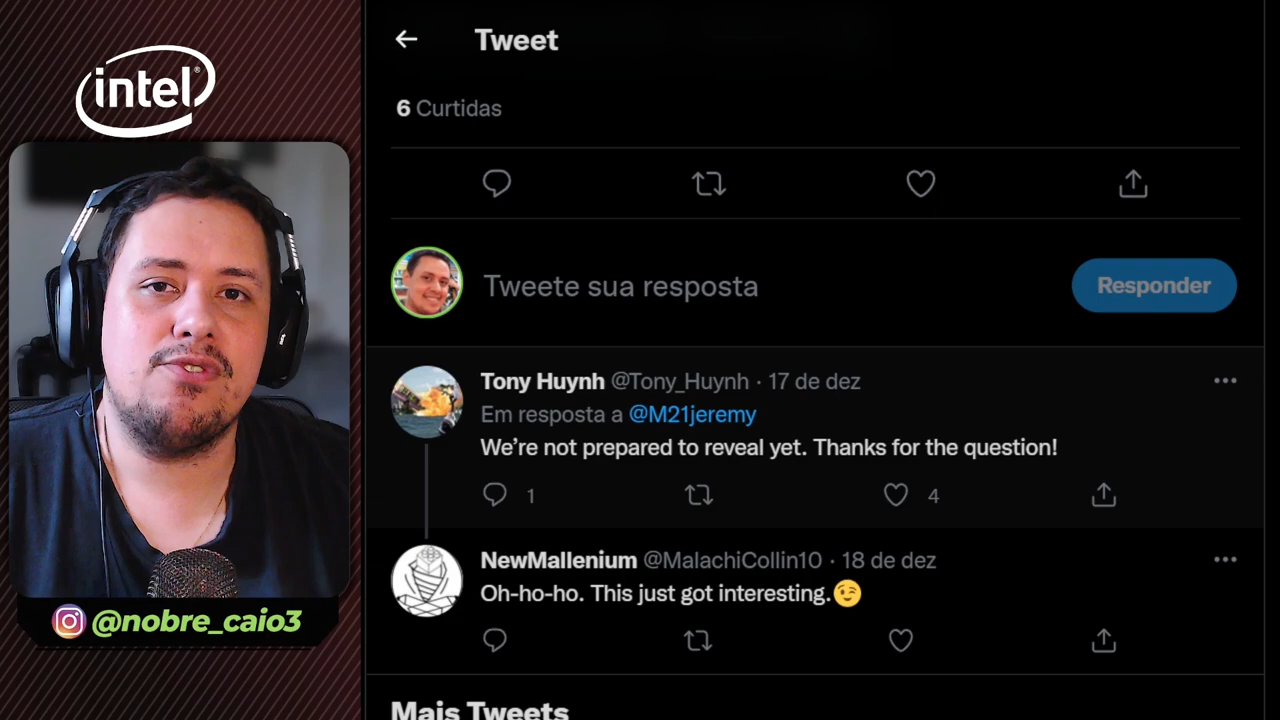 intel
@nobre_caio3
Tweet
6 Curtidas
Tweete sua resposta
Responder
Tony Huynh @Tony_Huynh · 17 de dez
Em resposta a @M21jeremy
We’re not prepared to reveal yet. Thanks for the question!
1
4
NewMallenium @MalachiCollin10 · 18 de dez
Oh-ho-ho. This just got interesting.😉
Mais Tweets